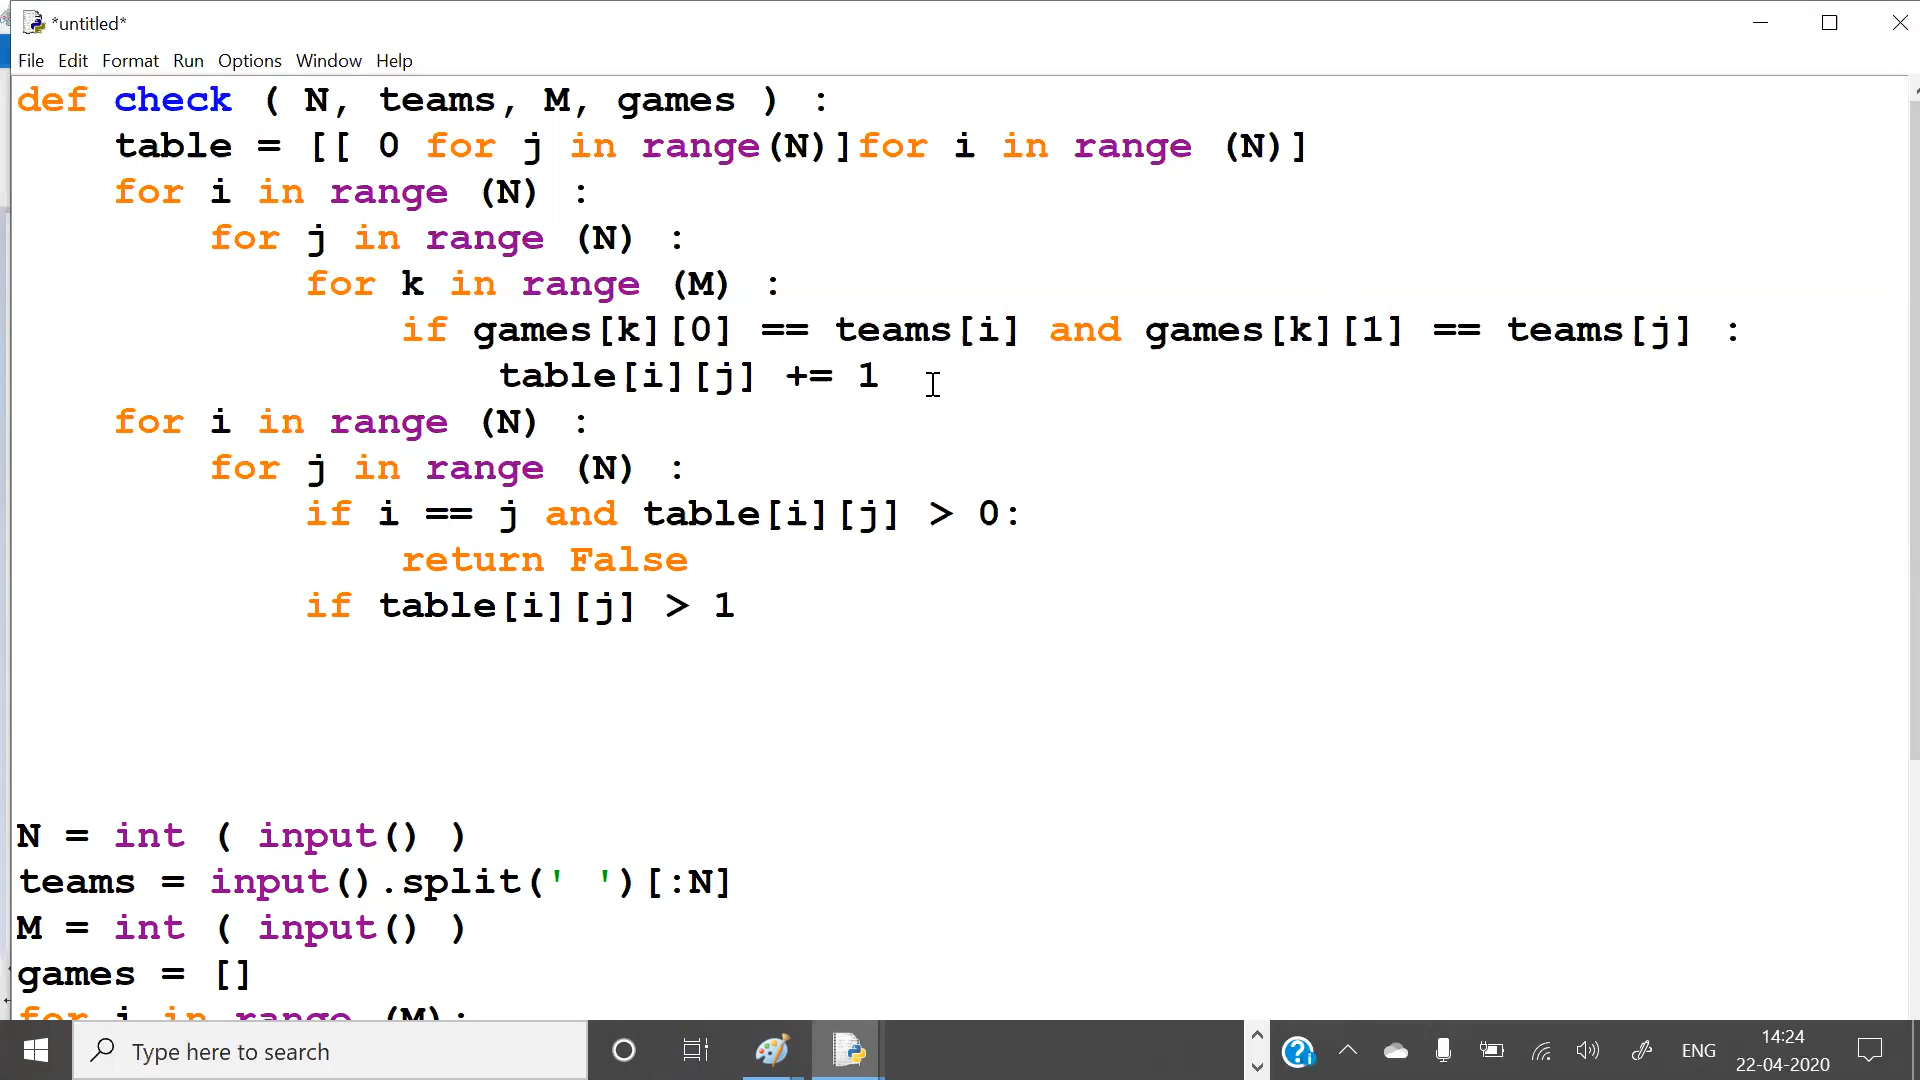 *untitled*
File Edit Format Run Options Window Help
def check ( N, teams, M, games ) :
    table = [[ 0 for j in range(N)]for i in range (N)]
    for i in range (N) :
        for j in range (N) :
            for k in range (M) :
                if games[k][0] == teams[i] and games[k][1] == teams[j] :
                    table[i][j] += 1
    for i in range (N) :
        for j in range (N) :
            if i == j and table[i][j] > 0:
                return False
            if table[i][j] > 1
N = int ( input() )
teams = input().split(' ')[:N]
M = int ( input() )
games = []
for i in range (M):
Type here to search
ENG
14:24
22-04-2020